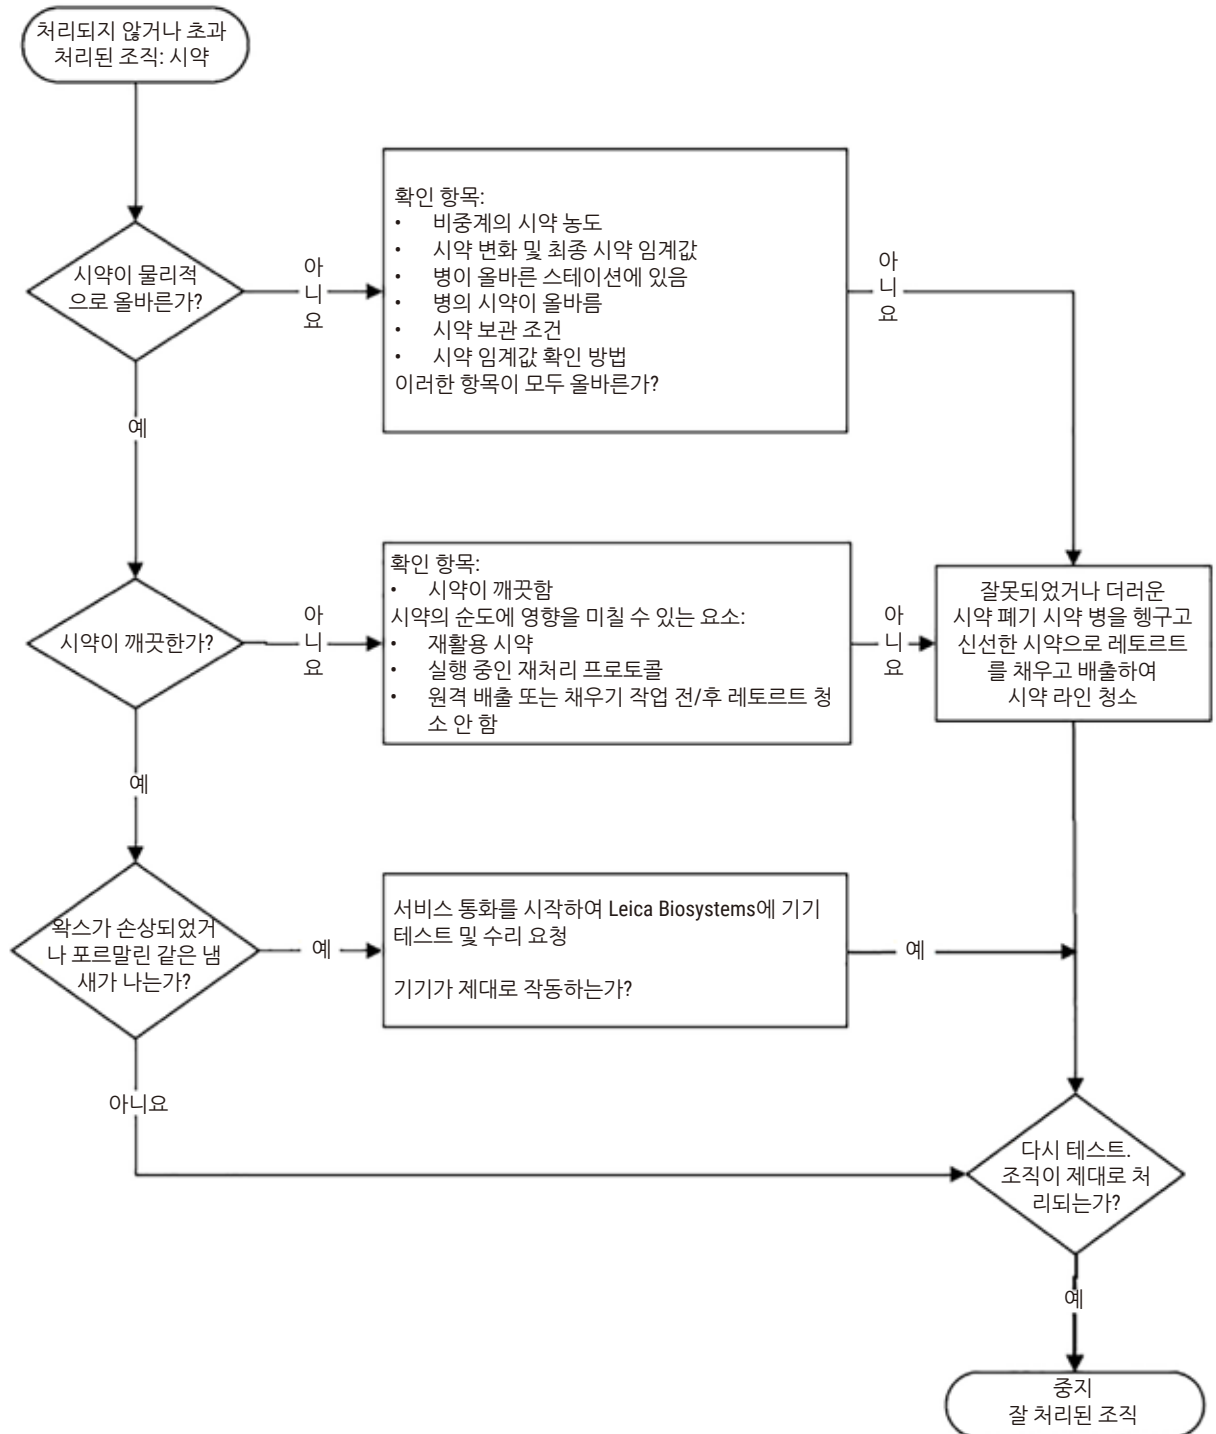 처리되지 않거나 초과
처리된 조직: 시약
확인 항목:
• 비중계의 시약 농도
• 시약 변화 및 최종 시약 임계값
• 병이 올바른 스테이션에 있음
• 병의 시약이 올바름
• 시약 보관 조건
• 시약 임계값 확인 방법
이러한 항목이 모두 올바른가?
시약이 물리적
으로 올바른가?
아
니
요
아
니
요
예
확인 항목:
• 시약이 깨끗함
시약의 순도에 영향을 미칠 수 있는 요소:
• 재활용 시약
• 실행 중인 재처리 프로토콜
• 원격 배출 또는 채우기 작업 전/후 레토르트 청
소 안 함
시약이 깨끗한가?
아
니
요
아
니
요
잘못되었거나 더러운
시약 폐기 시약 병을 헹구고
신선한 시약으로 레토르트
를 채우고 배출하여
시약 라인 청소
예
왁스가 손상되었거
나 포르말린 같은 냄
새가 나는가?
예
서비스 통화를 시작하여 Leica Biosystems에 기기
테스트 및 수리 요청
기기가 제대로 작동하는가?
예
아니요
다시 테스트.
조직이 제대로 처
리되는가?
예
중지
잘 처리된 조직